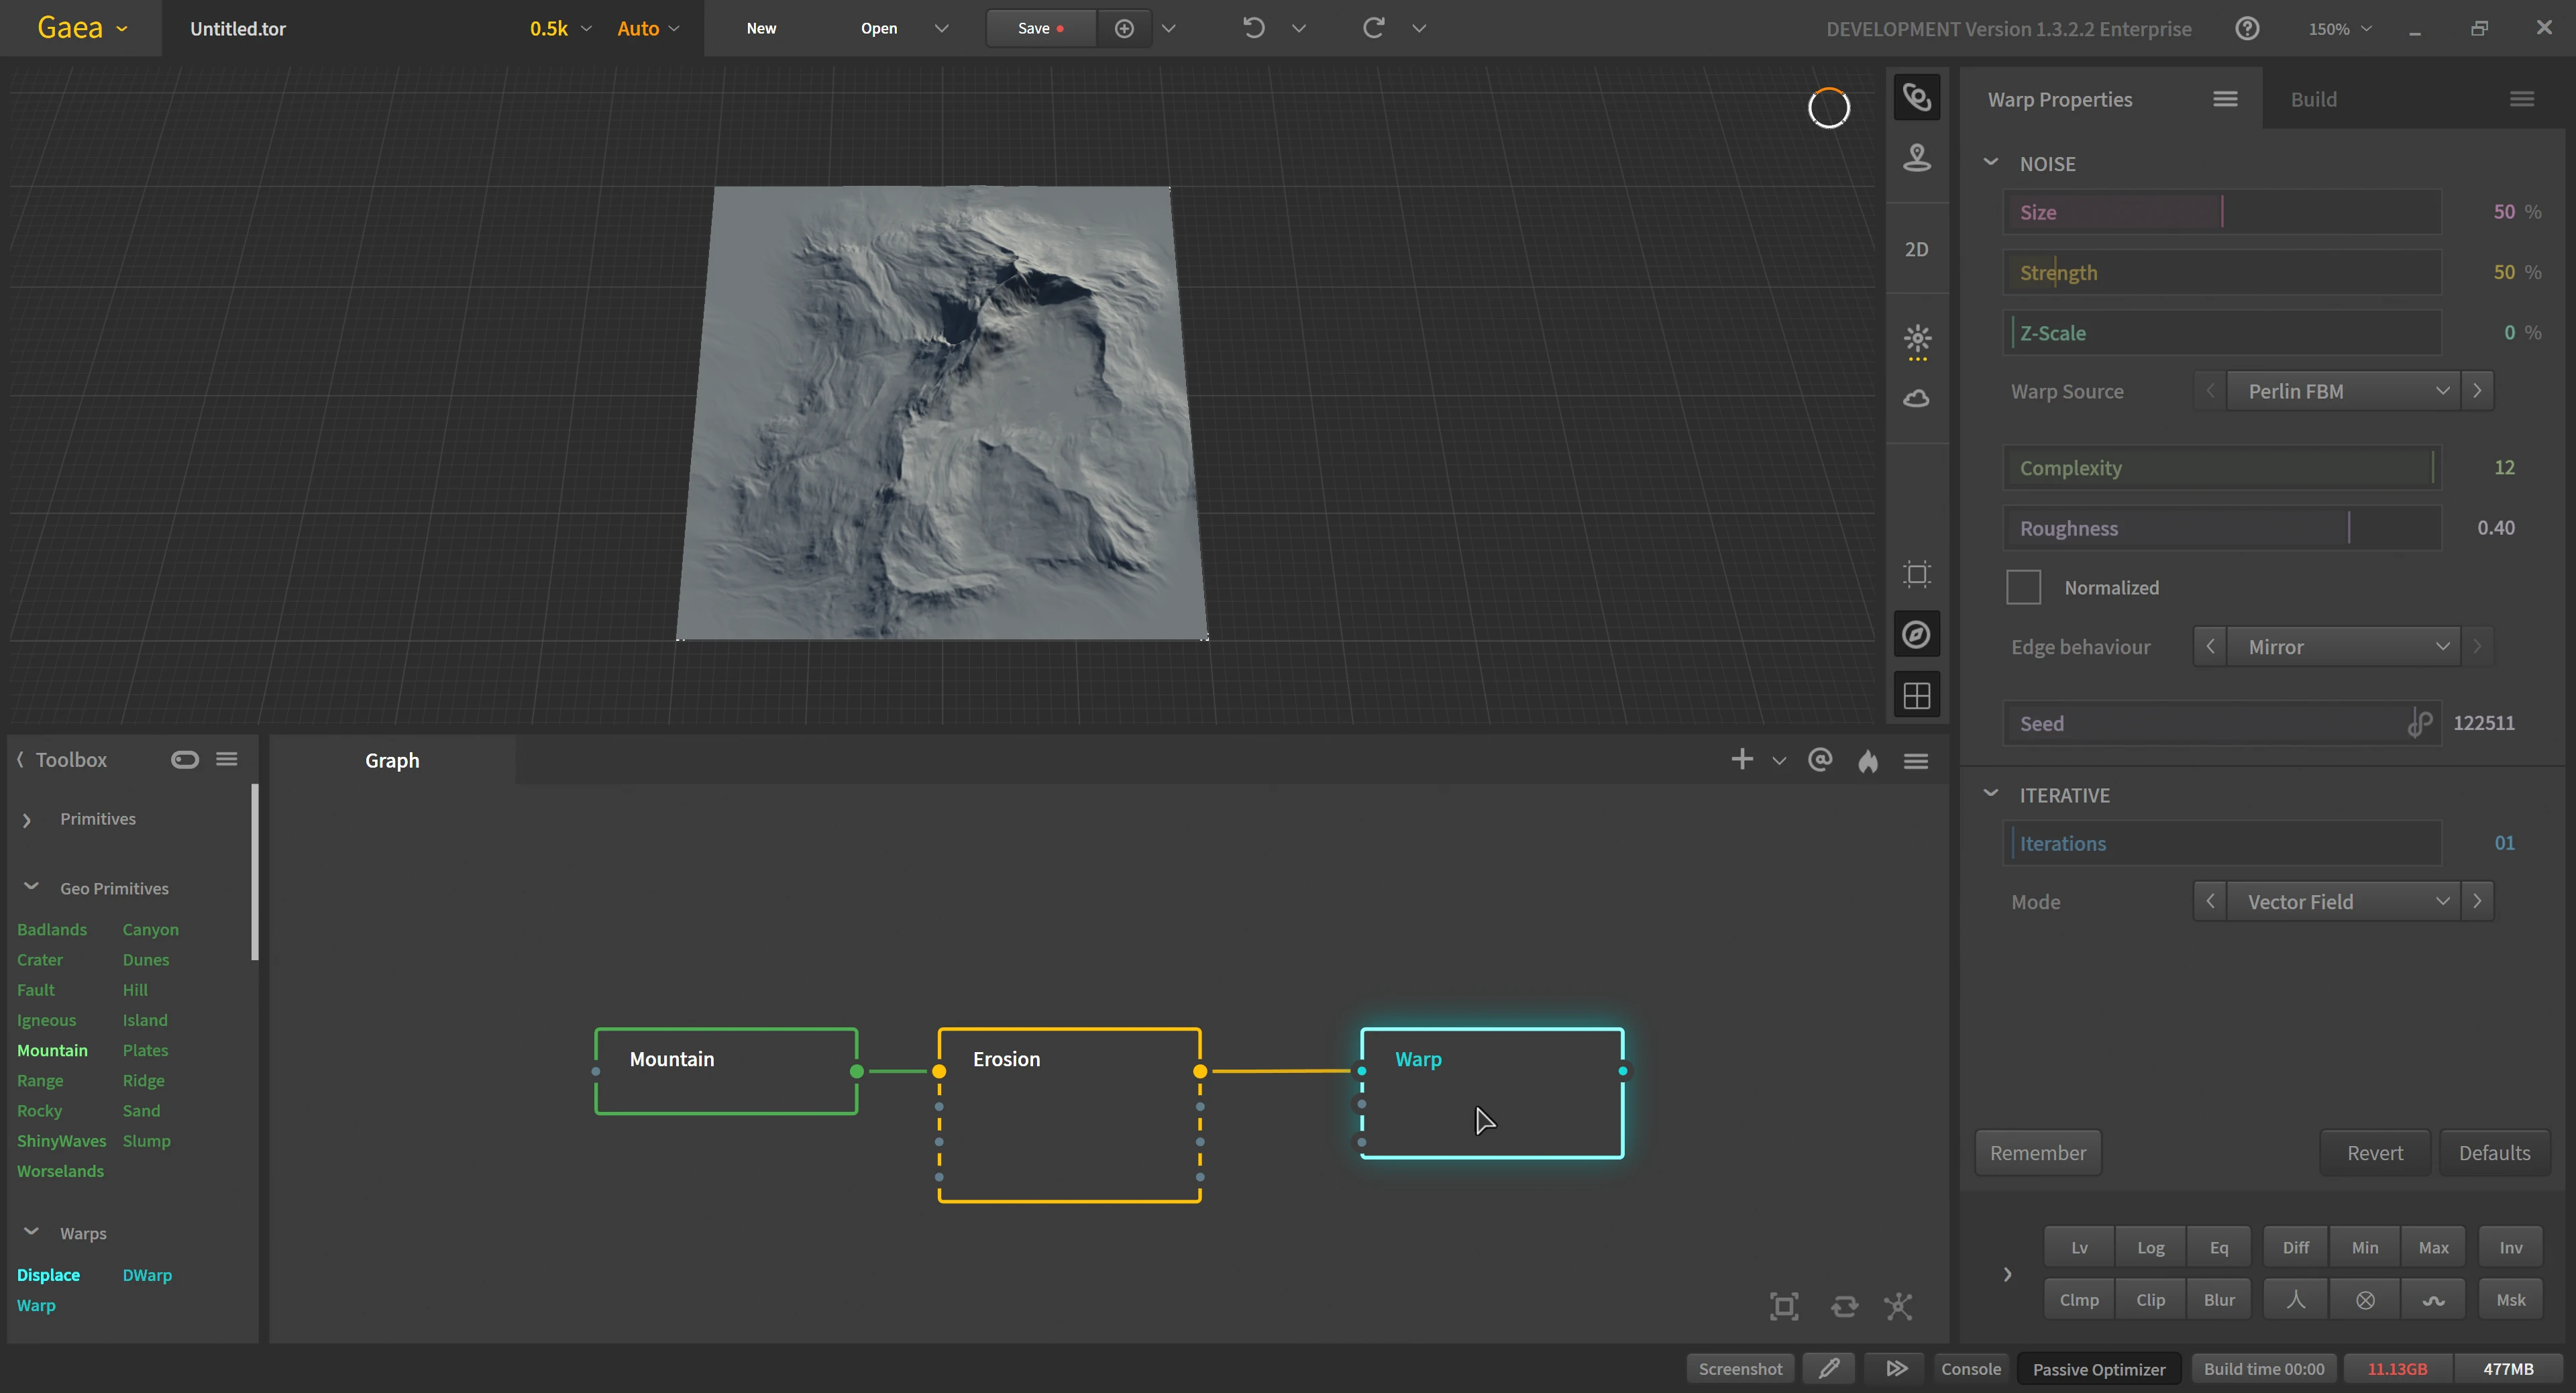 Gaea Untitled.tor 0.5k Auto New Open Save DEVELOPMENT Version 1.3.2.2 Enterprise 150%
Warp Properties Build
NOISE
Size 50 %
Strength 50 %
Z-Scale 0 %
2D
Warp Source Perlin FBM
Complexity 12
Roughness 0.40
Normalized
Edge behaviour Mirror
Seed 122511
ITERATIVE
Iterations 01
Mode Vector Field
Remember Revert Defaults
Lv Log Eq Diff Min Max Inv
Clmp Clip Blur Msk
Toolbox
Primitives
Geo Primitives
Badlands Canyon
Crater Dunes
Fault Hill
Igneous Island
Mountain Plates
Range Ridge
Rocky Sand
ShinyWaves Slump
Worselands
Warps
Displace DWarp
Warp
Graph
Mountain Erosion Warp
Screenshot Console Passive Optimizer Build time 00:00 11.13GB 477MB